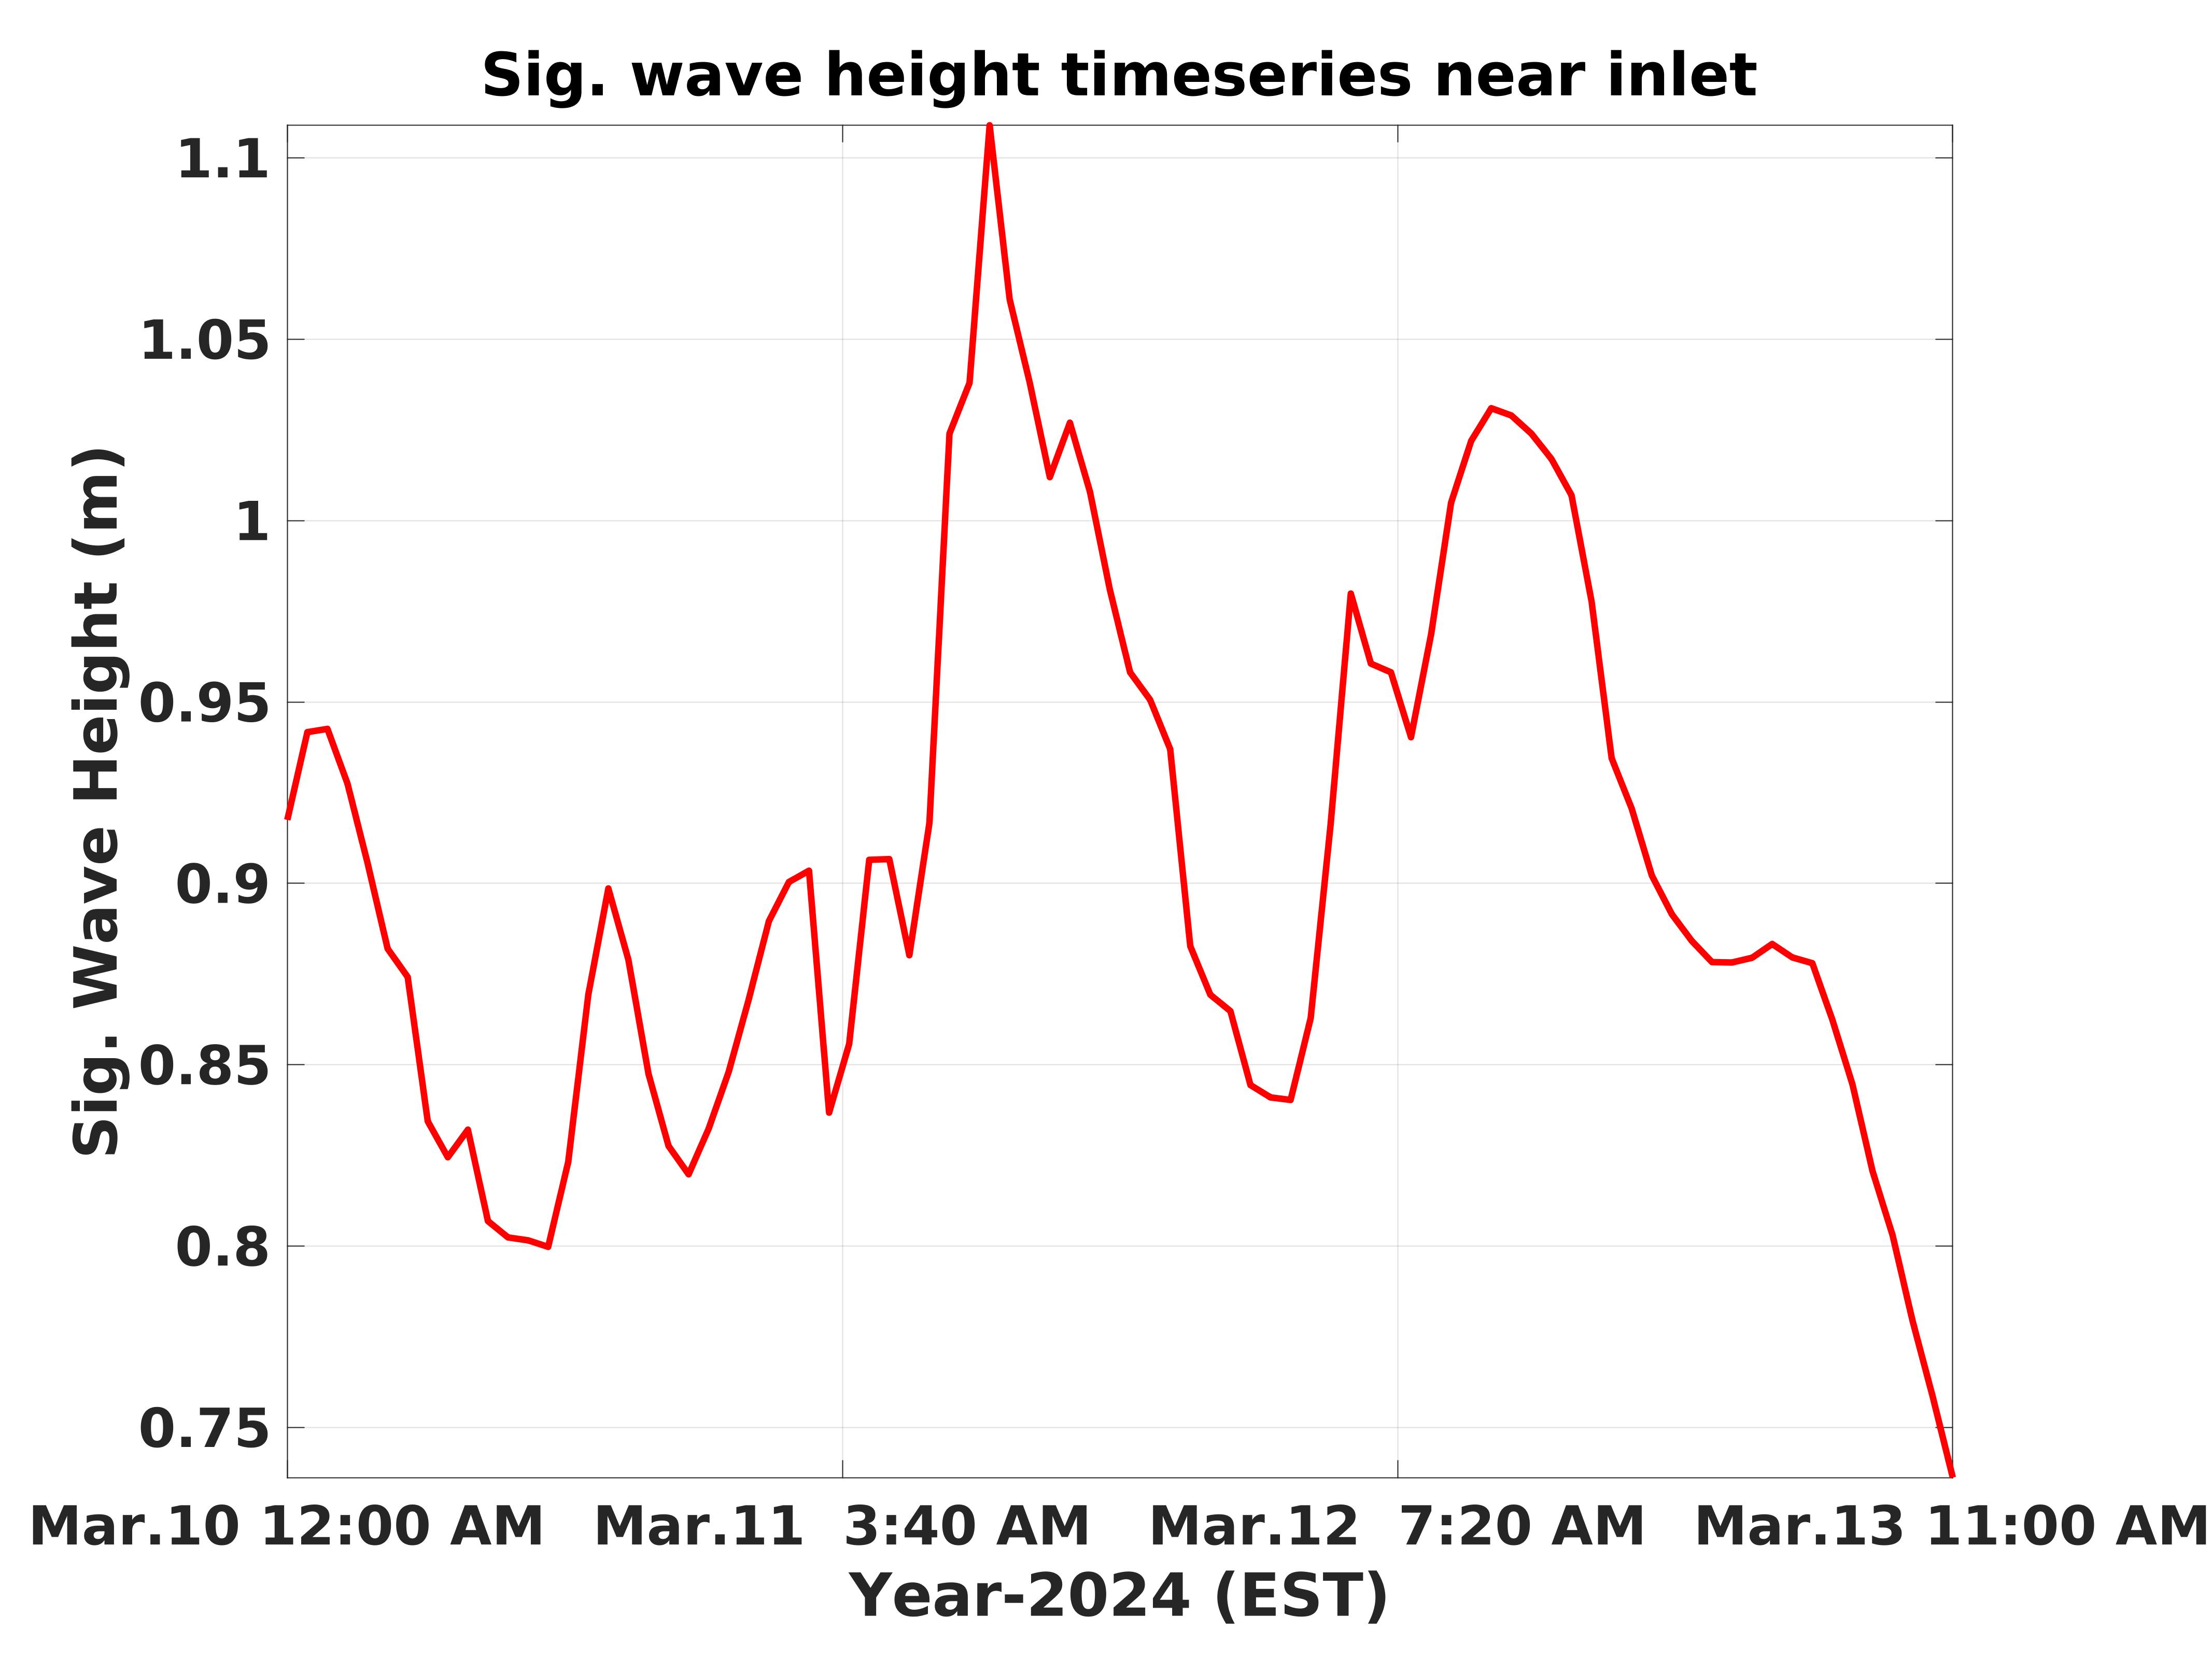 Sig. wave height timeseries near inlet
1.1
1.05
1
0.95
0.9
0.85
0.8
0.75
Sig. Wave Height (m)
Mar.10 12:00 AM Mar.11 3:40 AM Mar.12 7:20 AM Mar.13 11:00 AM
Year-2024 (EST)